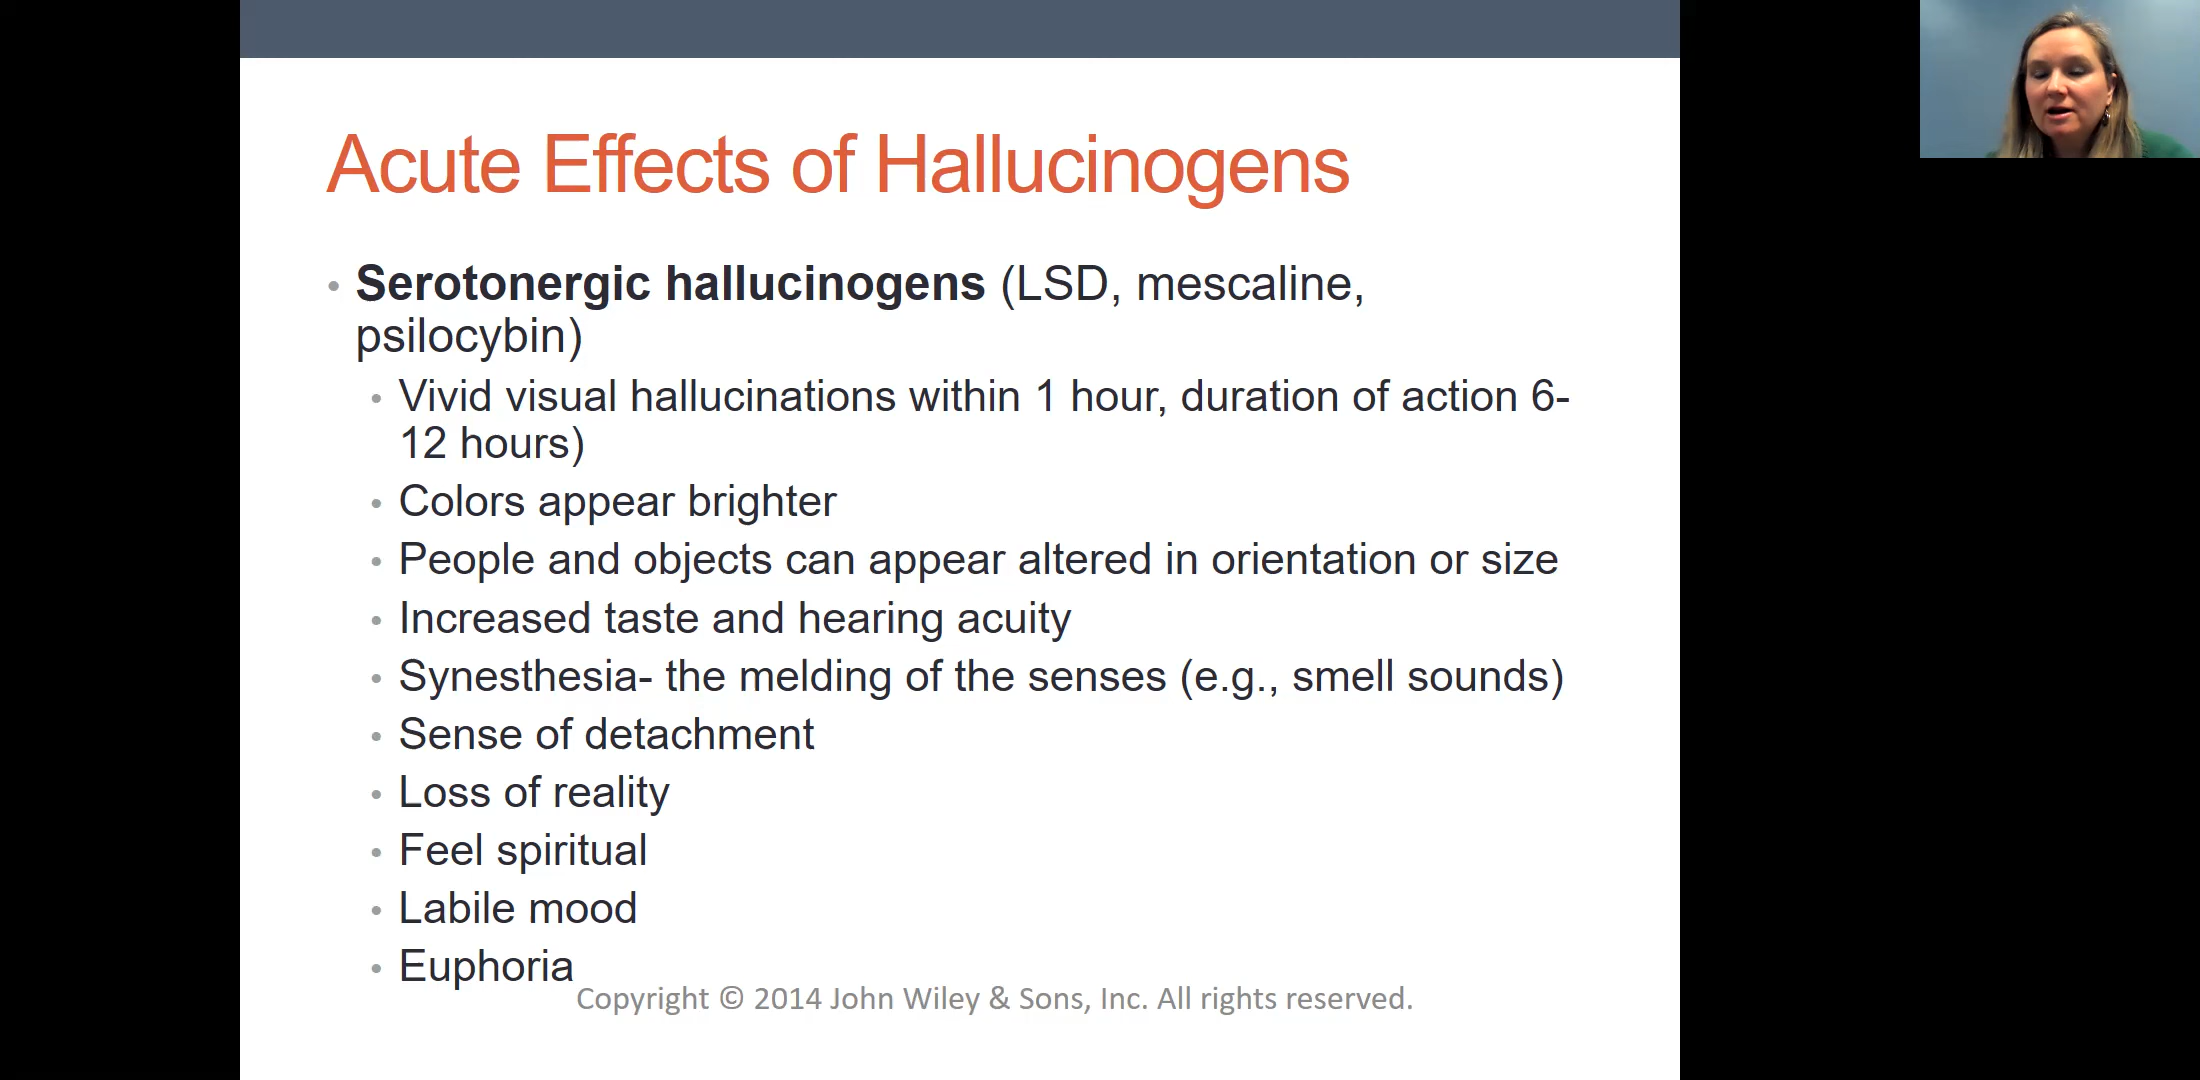 Acute Effects of Hallucinogens
• Serotonergic hallucinogens (LSD, mescaline,
psilocybin)
• Vivid visual hallucinations within 1 hour, duration of action 6-
12 hours)
• Colors appear brighter
• People and objects can appear altered in orientation or size
• Increased taste and hearing acuity
• Synesthesia- the melding of the senses (e.g., smell sounds)
• Sense of detachment
• Loss of reality
• Feel spiritual
• Labile mood
• Euphoria
Copyright © 2014 John Wiley & Sons, Inc. All rights reserved.